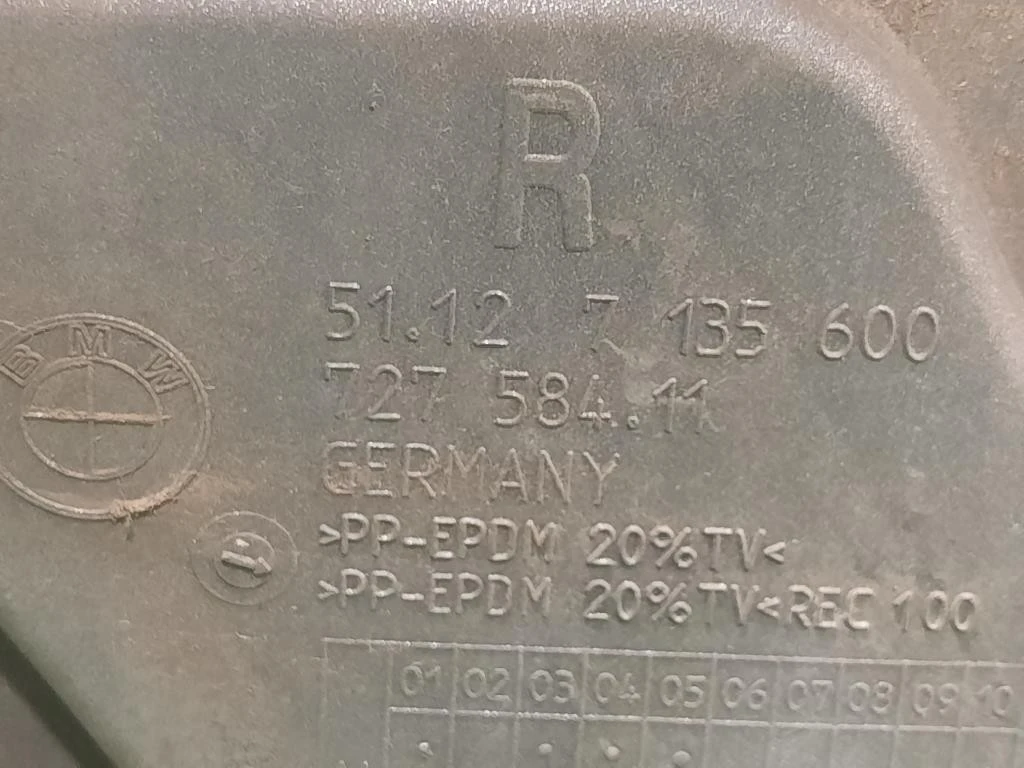 R
51.12 7 135 600
BMW
727 584.11
GERMANY
>PP-EPDM 20%TV<
>PP-EPDM 20%TV<REC 100
01 02 03 04 05 06 07 08 09 10